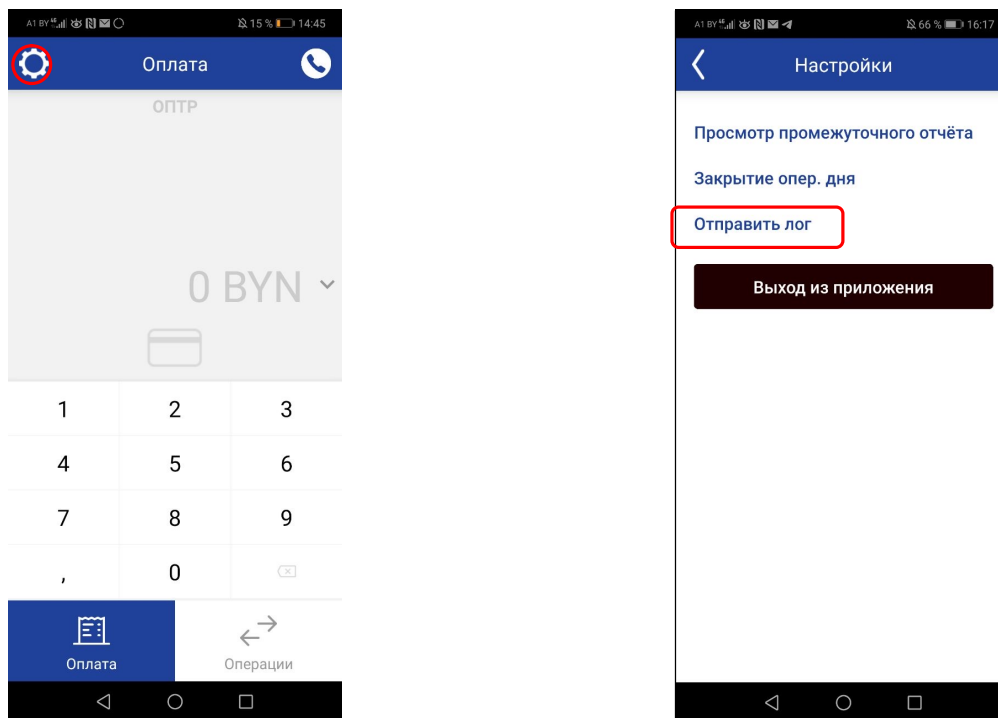 A1 BY 15 % 14:45
Оплата
ОПТР
0 BYN
1 2 3
4 5 6
7 8 9
, 0
Оплата Операции
A1 BY 66 % 16:17
Настройки
Просмотр промежуточного отчёта
Закрытие опер. дня
Отправить лог
Выход из приложения